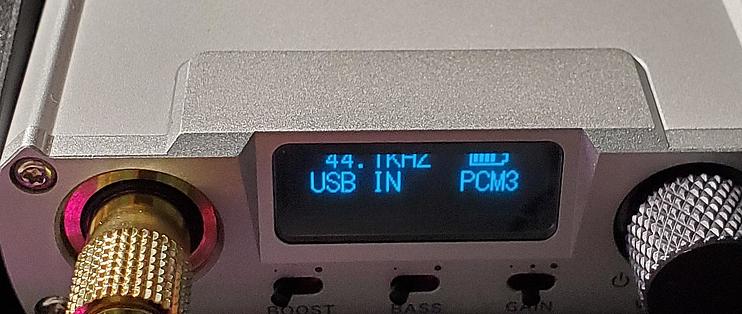 44.1KHZ
USB IN PCM3
BOOST BASS GAIN